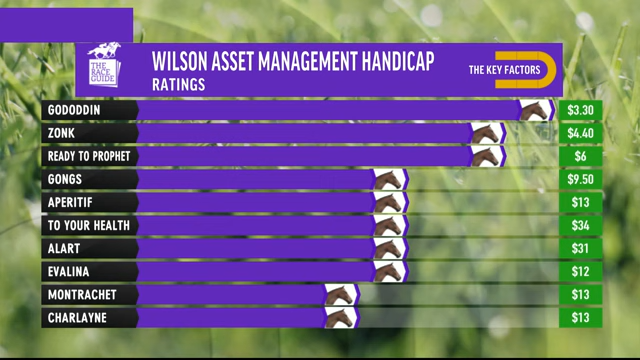 THE
RACE
GUIDE
WILSON ASSET MANAGEMENT HANDICAP
RATINGS
THE KEY FACTORS
GODODDIN $3.30
ZONK $4.40
READY TO PROPHET $6
GONGS $9.50
APERITIF $13
TO YOUR HEALTH $34
ALART $31
EVALINA $12
MONTRACHET $13
CHARLAYNE $13